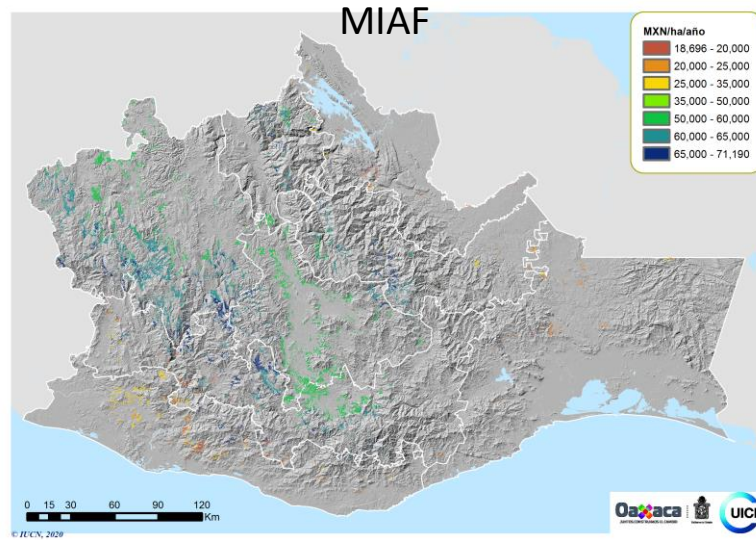 MIAF
MXN/ha/año
18,696 - 20,000
20,000 - 25,000
25,000 - 35,000
35,000 - 50,000
50,000 - 60,000
60,000 - 65,000
65,000 - 71,190
0 15 30 60 90 120
Km
© IUCN, 2020
Oaxaca
UICN